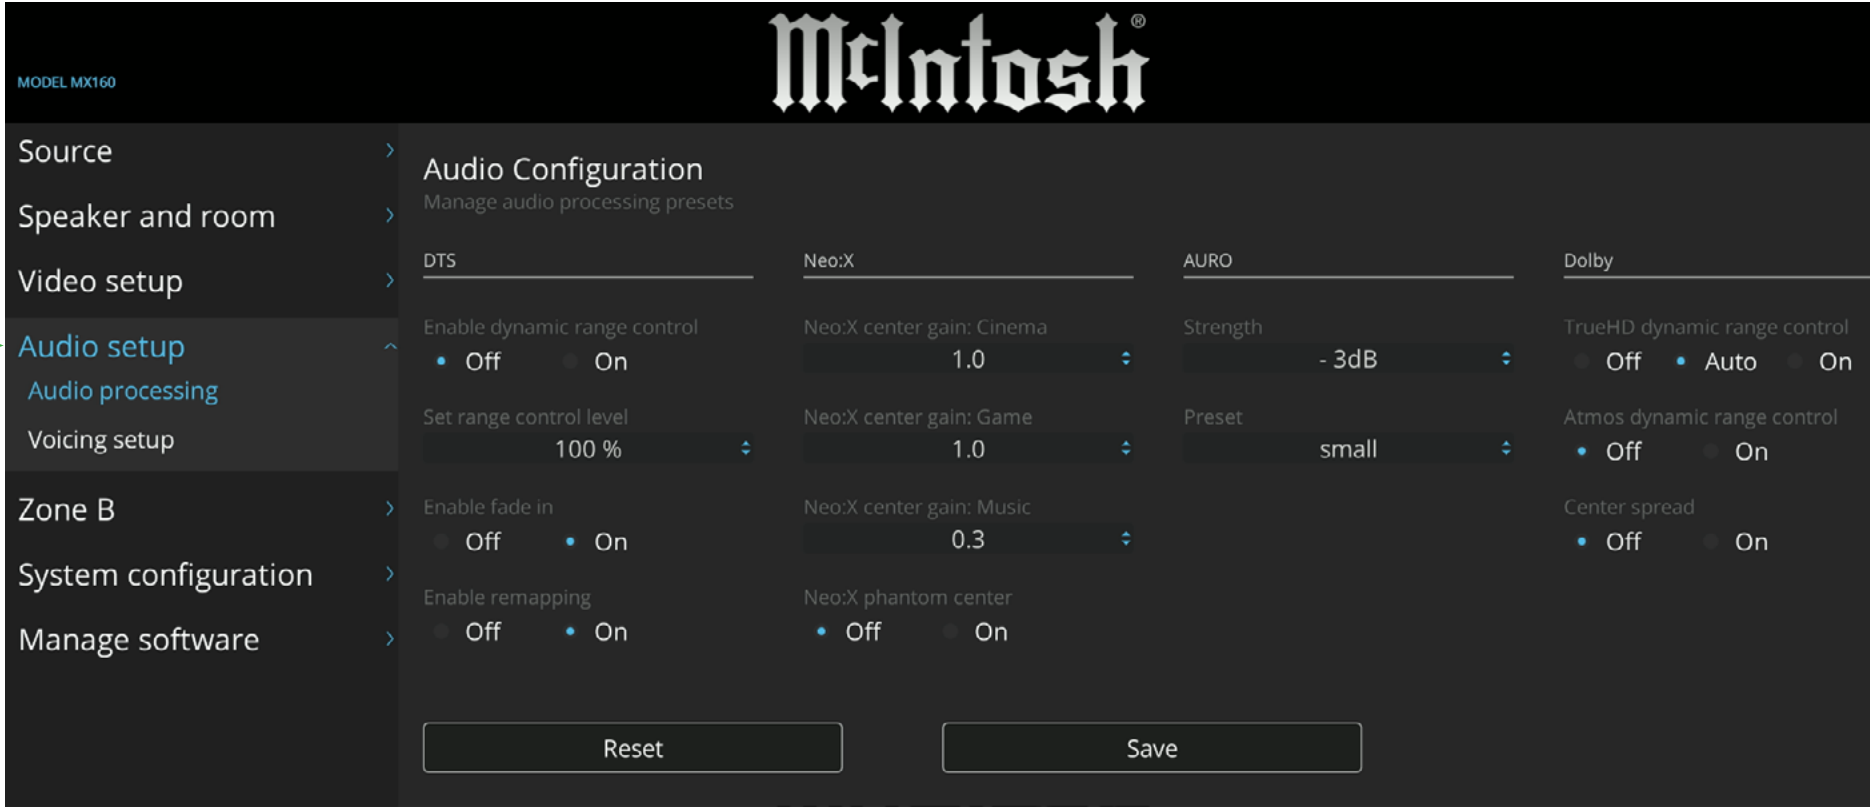 McIntosh®
MODEL MX160
Source
Speaker and room
Video setup
Audio setup
Audio processing
Voicing setup
Zone B
System configuration
Manage software
Audio Configuration
Manage audio processing presets
DTS
Enable dynamic range control
Off On
Set range control level
100 %
Enable fade in
Off On
Enable remapping
Off On
Neo:X
Neo:X center gain: Cinema
1.0
Neo:X center gain: Game
1.0
Neo:X center gain: Music
0.3
Neo:X phantom center
Off On
AURO
Strength
- 3dB
Preset
small
Dolby
TrueHD dynamic range control
Off Auto On
Atmos dynamic range control
Off On
Center spread
Off On
Reset
Save